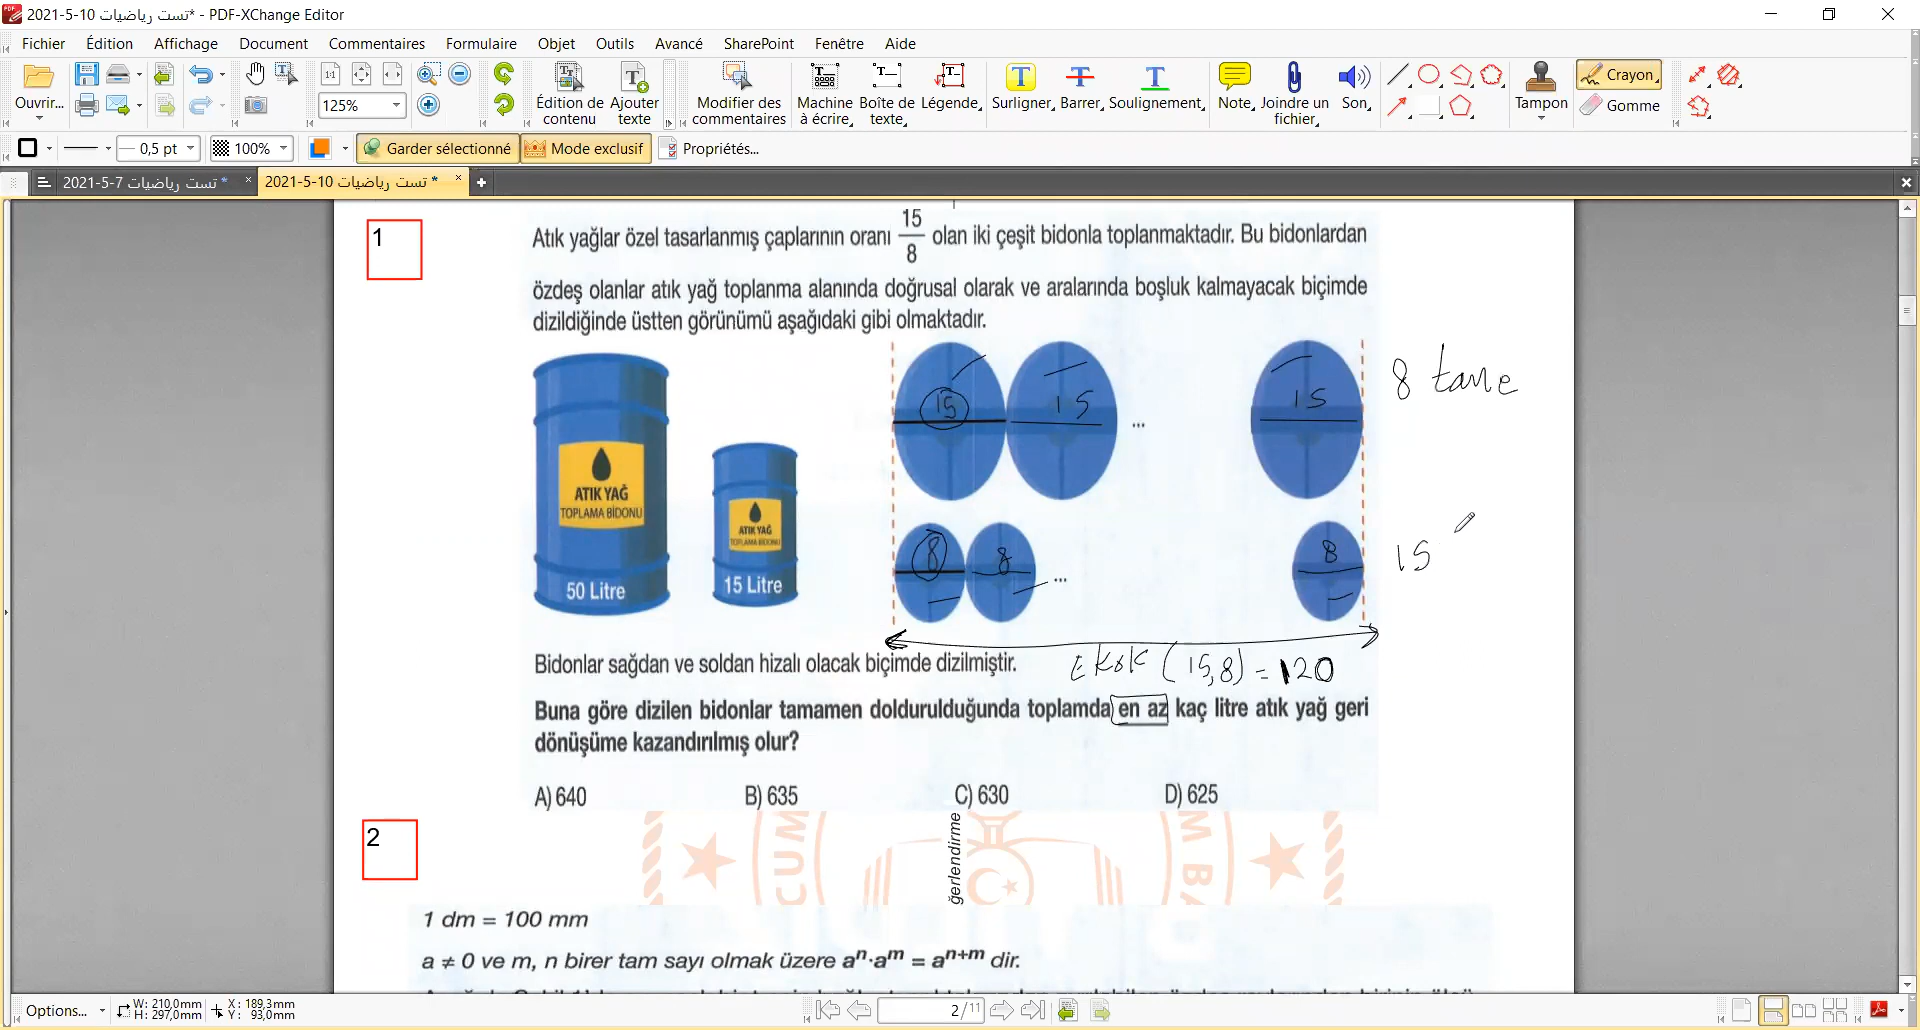 تست رياضيات 10-5-2021* - PDF-XChange Editor
Fichier Édition Affichage Document Commentaires Formulaire Objet Outils Avancé SharePoint Fenêtre Aide
Ouvrir... 125% Édition de contenu Ajouter texte Modifier des commentaires Machine à écrire Boîte de texte Légende Surligner Barrer Soulignement Note Joindre un fichier Son Tampon Crayon Gomme
0,5 pt 100% Garder sélectionné Mode exclusif Propriétés...
تست رياضيات 7-5-2021 * تست رياضيات 10-5-2021 *
1
Atık yağlar özel tasarlanmış çaplarının oranı 15/8 olan iki çeşit bidonla toplanmaktadır. Bu bidonlardan
özdeş olanlar atık yağ toplanma alanında doğrusal olarak ve aralarında boşluk kalmayacak biçimde
dizildiğinde üstten görünümü aşağıdaki gibi olmaktadır.
15 15 ... 15 8 tane
ATIK YAĞ
TOPLAMA BİDONU
50 Litre
ATIK YAĞ
TOPLAMA BİDONU
15 Litre
8 8 ... 8 15
Bidonlar sağdan ve soldan hizalı olacak biçimde dizilmiştir.
EKOK (15,8) = 120
Buna göre dizilen bidonlar tamamen doldurulduğunda toplamda en az kaç litre atık yağ geri
dönüşüme kazandırılmış olur?
A) 640 B) 635 C) 630 D) 625
ğerlendirme
2
1 dm = 100 mm
a ≠ 0 ve m, n birer tam sayı olmak üzere aⁿ·aᵐ = aⁿ⁺ᵐ dir.
Options... W: 210,0mm H: 297,0mm X: 189,3mm Y: 93,0mm 2/11